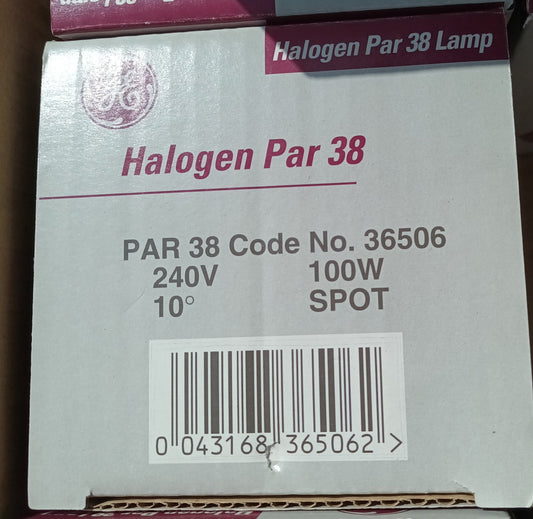 Halogen Par 38 Lamp
GE
Halogen Par 38
PAR 38 Code No. 36506
240V 100W
10° SPOT
0 043168 365062 >